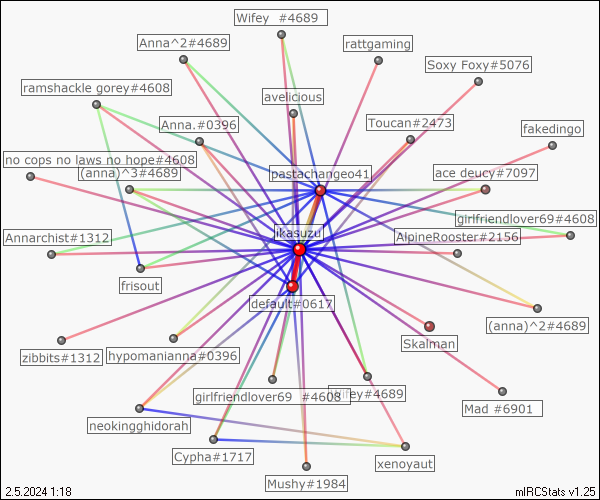 Wifey  #4689
Anna^2#4689
rattgaming
Soxy Foxy#5076
ramshackle gorey#4608
avelicious
Anna.#0396
Toucan#2473
fakedingo
no cops no laws no hope#4608
(anna)^3#4689
pastachangeo41
ace deucy#7097
girlfriendlover69#4608
ikasuzu
Annarchist#1312
AlpineRooster#2156
frisout
default#0617
(anna)^2#4689
Skalman
zibbits#1312
hypomanianna#0396
girlfriendlover69  #4608
Wifey#4689
Mad #6901
neokingghidorah
Cypha#1717
xenoyaut
Mushy#1984
2.5.2024 1:18
mIRCStats v1.25